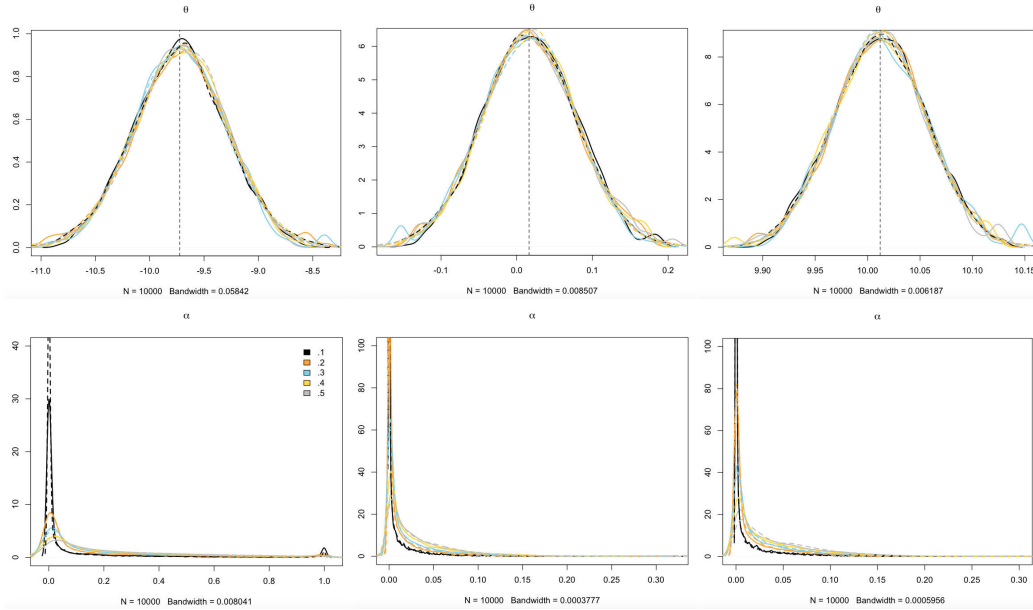 θ θ θ
1.0
0.8
0.6
0.4
0.2
0.0
6
5
4
3
2
1
0
8
6
4
2
0
-11.0 -10.5 -10.0 -9.5 -9.0 -8.5
-0.1 0.0 0.1 0.2
9.90 9.95 10.00 10.05 10.10 10.15
N = 10000 Bandwidth = 0.05842
N = 10000 Bandwidth = 0.008507
N = 10000 Bandwidth = 0.006187
α α α
40
30
20
10
0
.1
.2
.3
.4
.5
100
80
60
40
20
0
100
80
60
40
20
0
0.0 0.2 0.4 0.6 0.8 1.0
0.00 0.05 0.10 0.15 0.20 0.25 0.30
0.00 0.05 0.10 0.15 0.20 0.25 0.30
N = 10000 Bandwidth = 0.008041
N = 10000 Bandwidth = 0.0003777
N = 10000 Bandwidth = 0.0005956